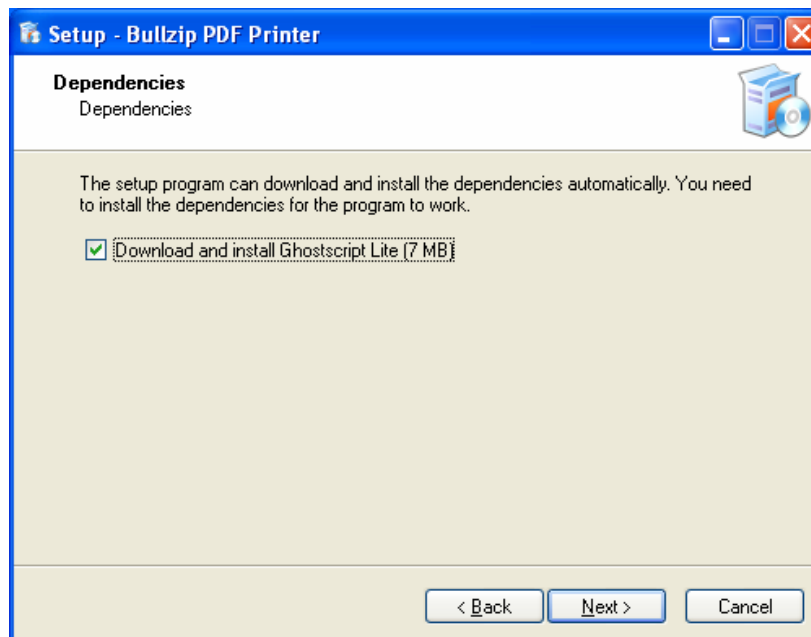 Setup - Bullzip PDF Printer
Dependencies
Dependencies
The setup program can download and install the dependencies automatically. You need
to install the dependencies for the program to work.
Download and install Ghostscript Lite (7 MB)
< Back
Next >
Cancel